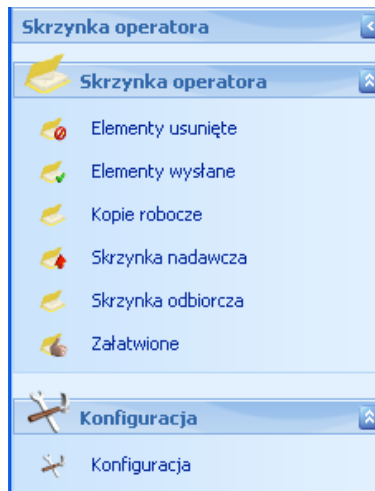 Skrzynka operatora
Skrzynka operatora
Elementy usunięte
Elementy wysłane
Kopie robocze
Skrzynka nadawcza
Skrzynka odbiorcza
Załatwione
Konfiguracja
Konfiguracja